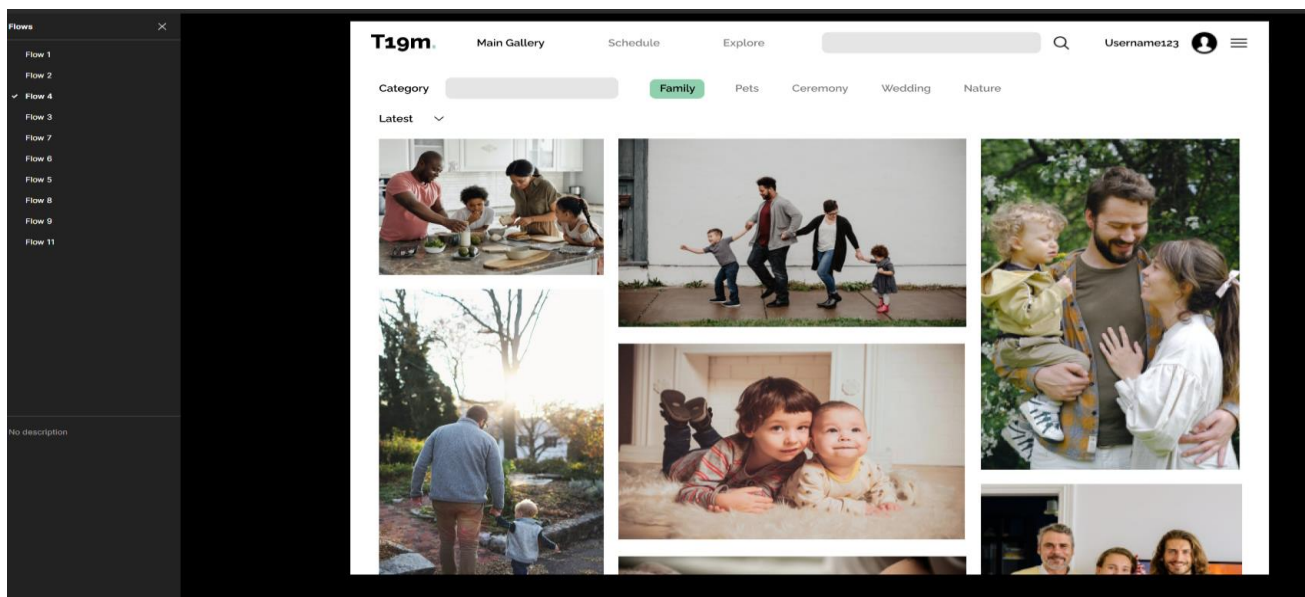 Flows
Flow 1
Flow 2
Flow 4
Flow 3
Flow 7
Flow 6
Flow 5
Flow 8
Flow 9
Flow 11
No description
T19m. Main Gallery Schedule Explore Username123
Category Family Pets Ceremony Wedding Nature
Latest